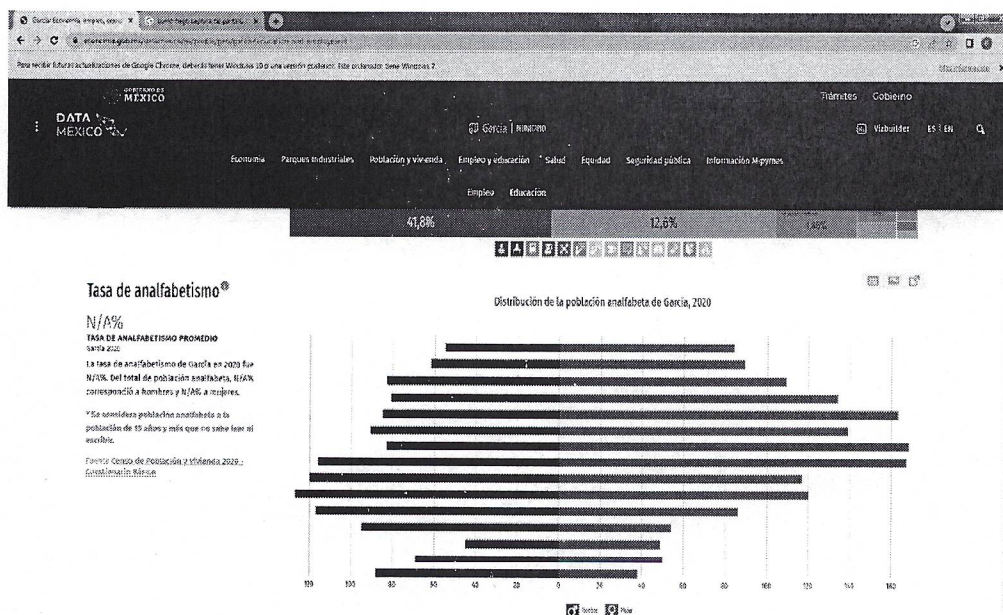 Para recibir futuras actualizaciones de Google Chrome, deberás tener Windows 10 o una versión posterior. Este ordenador tiene Windows 7.
GOBIERNO DE
MÉXICO
Trámites Gobierno
DATA
MÉXICO
García | MUNICIPIO
Vizbuilder ES | EN
Economía Parques Industriales Población y vivienda Empleo y educación Salud Equidad Seguridad pública Información Mipymes
Empleo Educación
41,8% 12,6%
Tasa de analfabetismo
N/A%
TASA DE ANALFABETISMO PROMEDIO
García 2020
La tasa de analfabetismo de García en 2020 fue
N/A%. Del total de población analfabeta, N/A%
correspondió a hombres y N/A% a mujeres.
* Se considera población analfabeta a la
población de 15 años y más que no sabe leer ni
escribir.
Fuente Censo de Población y Vivienda 2020 -
Cuestionario Básico
Distribución de la población analfabeta de García, 2020
120 100 80 60 40 20 0 20 40 60 80 100 120 140 160
Hombre Mujer